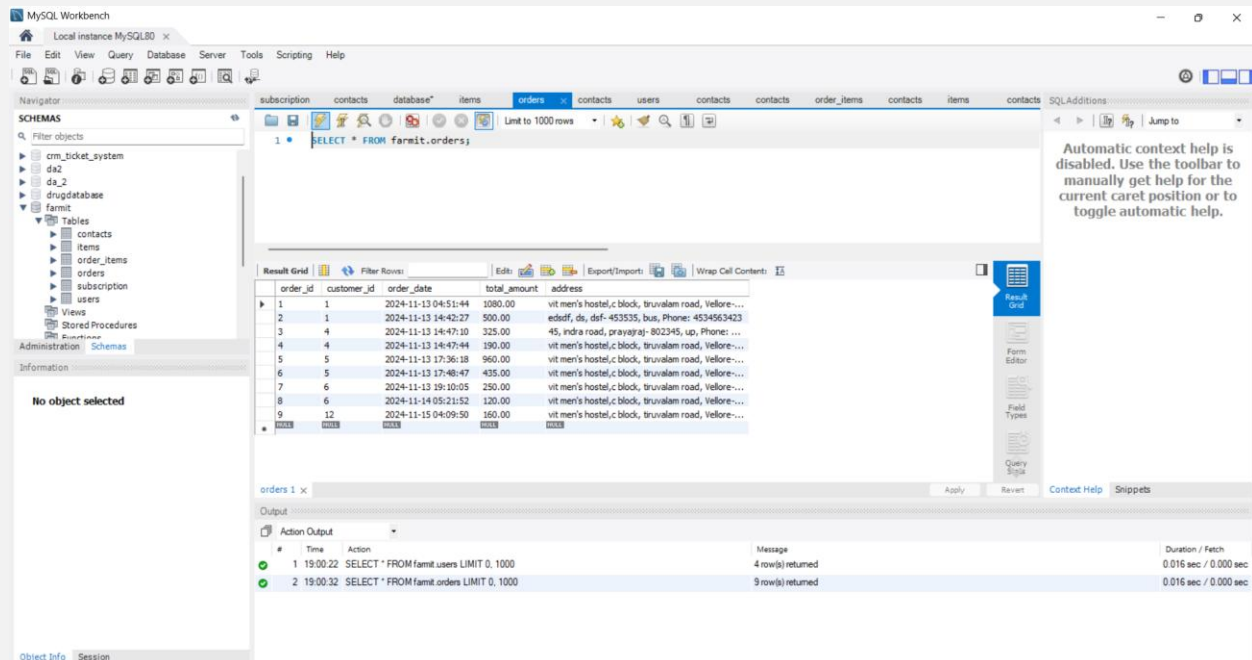 MySQL Workbench
Local instance MySQL80
File Edit View Query Database Server Tools Scripting Help
Navigator
SCHEMAS
Filter objects
crm_ticket_system
da2
da_2
drugdatabase
farmit
Tables
contacts
items
order_items
orders
subscription
users
Views
Stored Procedures
Functions
Administration Schemas
Information
No object selected
Object Info Session
subscription contacts database* items orders contacts users contacts contacts order_items contacts items contacts
Limit to 1000 rows
1 SELECT * FROM farmit.orders;
Result Grid Filter Rows: Edit: Export/Import: Wrap Cell Content:
order_id customer_id order_date total_amount address
1 1 2024-11-13 04:51:44 1080.00 vit men's hostel,c block, tiruvalam road, Vellore-...
2 1 2024-11-13 14:42:27 500.00 edsdf, ds, dsf- 453535, bus, Phone: 4534563423
3 4 2024-11-13 14:47:10 325.00 45, indra road, prayajraj- 802345, up, Phone: ...
4 4 2024-11-13 14:47:44 190.00 vit men's hostel,c block, tiruvalam road, Vellore-...
5 5 2024-11-13 17:36:18 960.00 vit men's hostel,c block, tiruvalam road, Vellore-...
6 5 2024-11-13 17:48:47 435.00 vit men's hostel,c block, tiruvalam road, Vellore-...
7 6 2024-11-13 19:10:05 250.00 vit men's hostel,c block, tiruvalam road, Vellore-...
8 6 2024-11-14 05:21:52 120.00 vit men's hostel,c block, tiruvalam road, Vellore-...
9 12 2024-11-15 04:09:50 160.00 vit men's hostel,c block, tiruvalam road, Vellore-...
NULL NULL NULL NULL NULL
Result
Grid
Form
Editor
Field
Types
Query
Stats
orders 1
Apply Revert
SQLAdditions
Jump to
Automatic context help is
disabled. Use the toolbar to
manually get help for the
current caret position or to
toggle automatic help.
Context Help Snippets
Output
Action Output
# Time Action Message Duration / Fetch
1 19:00:22 SELECT * FROM farmit.users LIMIT 0, 1000 4 row(s) returned 0.016 sec / 0.000 sec
2 19:00:32 SELECT * FROM farmit.orders LIMIT 0, 1000 9 row(s) returned 0.016 sec / 0.000 sec